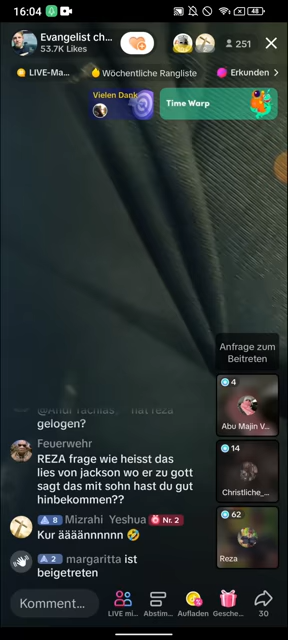 16:04
48
Evangelist ch...
53.7K Likes
251
LIVE-Ma...
Wöchentliche Rangliste
Erkunden
Vielen Dank
Time Warp
Anfrage zum
Beitreten
4
Abu Majin V...
14
Christliche_...
62
Reza
hat reza
gelogen?
Feuerwehr
REZA frage wie heisst das
lies von jackson wo er zu gott
sagt das mit sohn hast du gut
hinbekommen??
8 Mizrahi Yeshua Nr. 2
Kur äääännnnnn 🤣
2 margaritta ist
beigetreten
Komment...
LIVE mi...
Abstim...
Aufladen
Gesche...
30